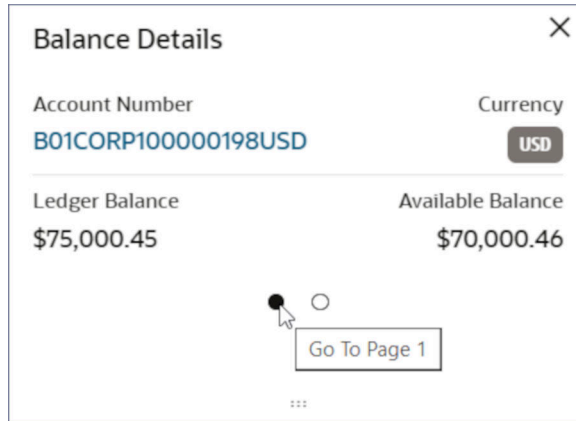 Balance Details
Account Number Currency
B01CORP100000198USD USD
Ledger Balance Available Balance
$75,000.45 $70,000.46
Go To Page 1